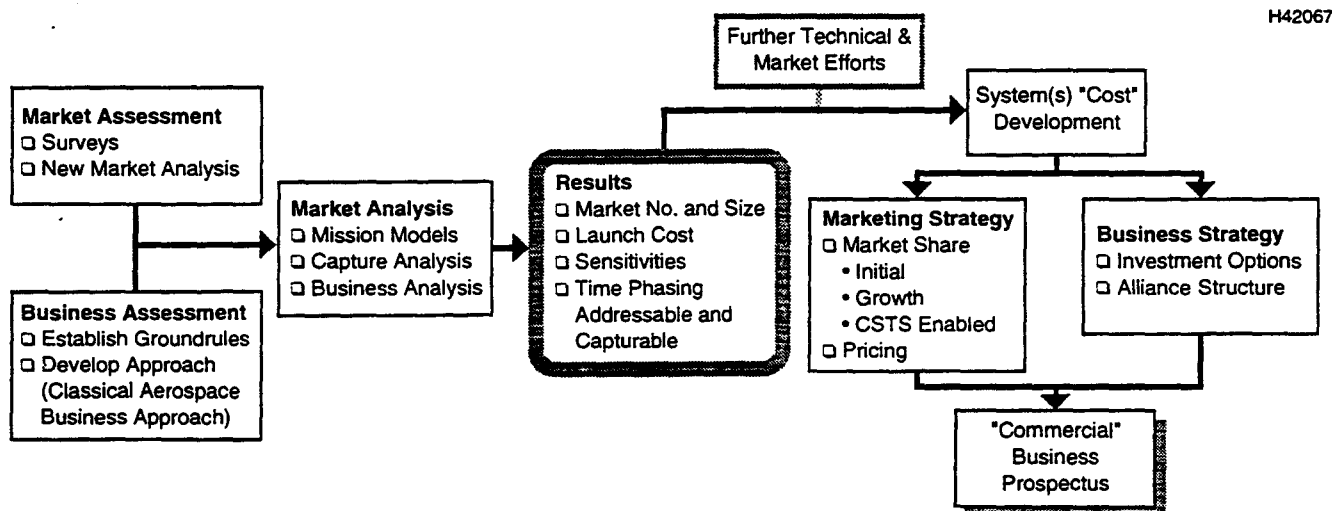 H42067
Further Technical &
Market Efforts
System(s) "Cost"
Development
Market Assessment
❑ Surveys
❑ New Market Analysis
Business Assessment
❑ Establish Groundrules
❑ Develop Approach
(Classical Aerospace
Business Approach)
Market Analysis
❑ Mission Models
❑ Capture Analysis
❑ Business Analysis
Results
❑ Market No. and Size
❑ Launch Cost
❑ Sensitivities
❑ Time Phasing
Addressable and
Capturable
Marketing Strategy
❑ Market Share
• Initial
• Growth
• CSTS Enabled
❑ Pricing
Business Strategy
❑ Investment Options
❑ Alliance Structure
"Commercial"
Business
Prospectus